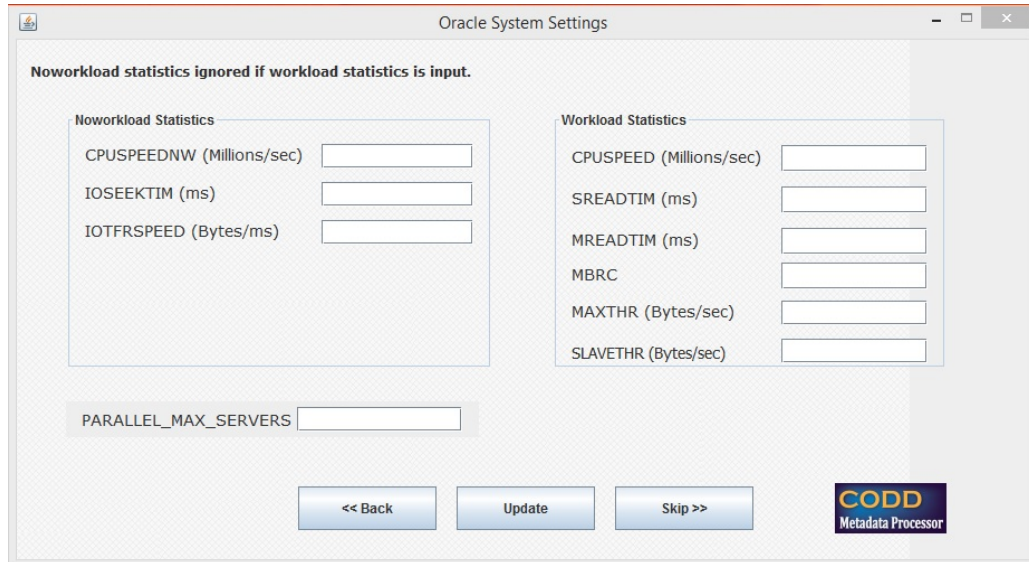 Oracle System Settings
Noworkload statistics ignored if workload statistics is input.
Noworkload Statistics
CPUSPEEDNW (Millions/sec)
IOSEEKTIM (ms)
IOTFRSPEED (Bytes/ms)
Workload Statistics
CPUSPEED (Millions/sec)
SREADTIM (ms)
MREADTIM (ms)
MBRC
MAXTHR (Bytes/sec)
SLAVETHR (Bytes/sec)
PARALLEL_MAX_SERVERS
<< Back
Update
Skip >>
CODD
Metadata Processor